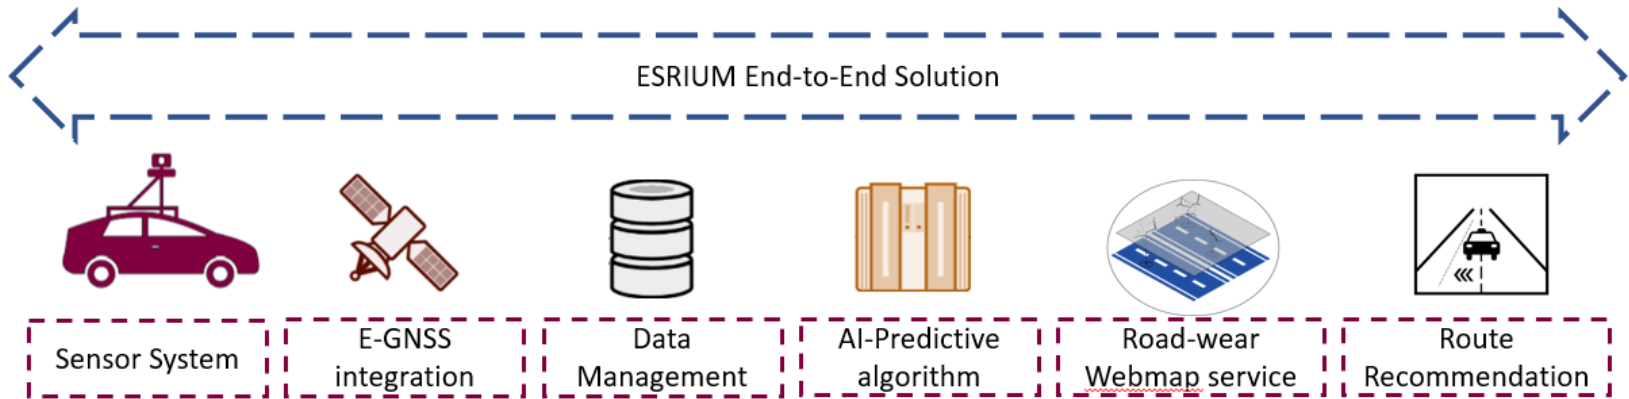 ESRIUM End-to-End Solution
Sensor System
E-GNSS
integration
Data
Management
AI-Predictive
algorithm
Road-wear
Webmap service
Route
Recommendation